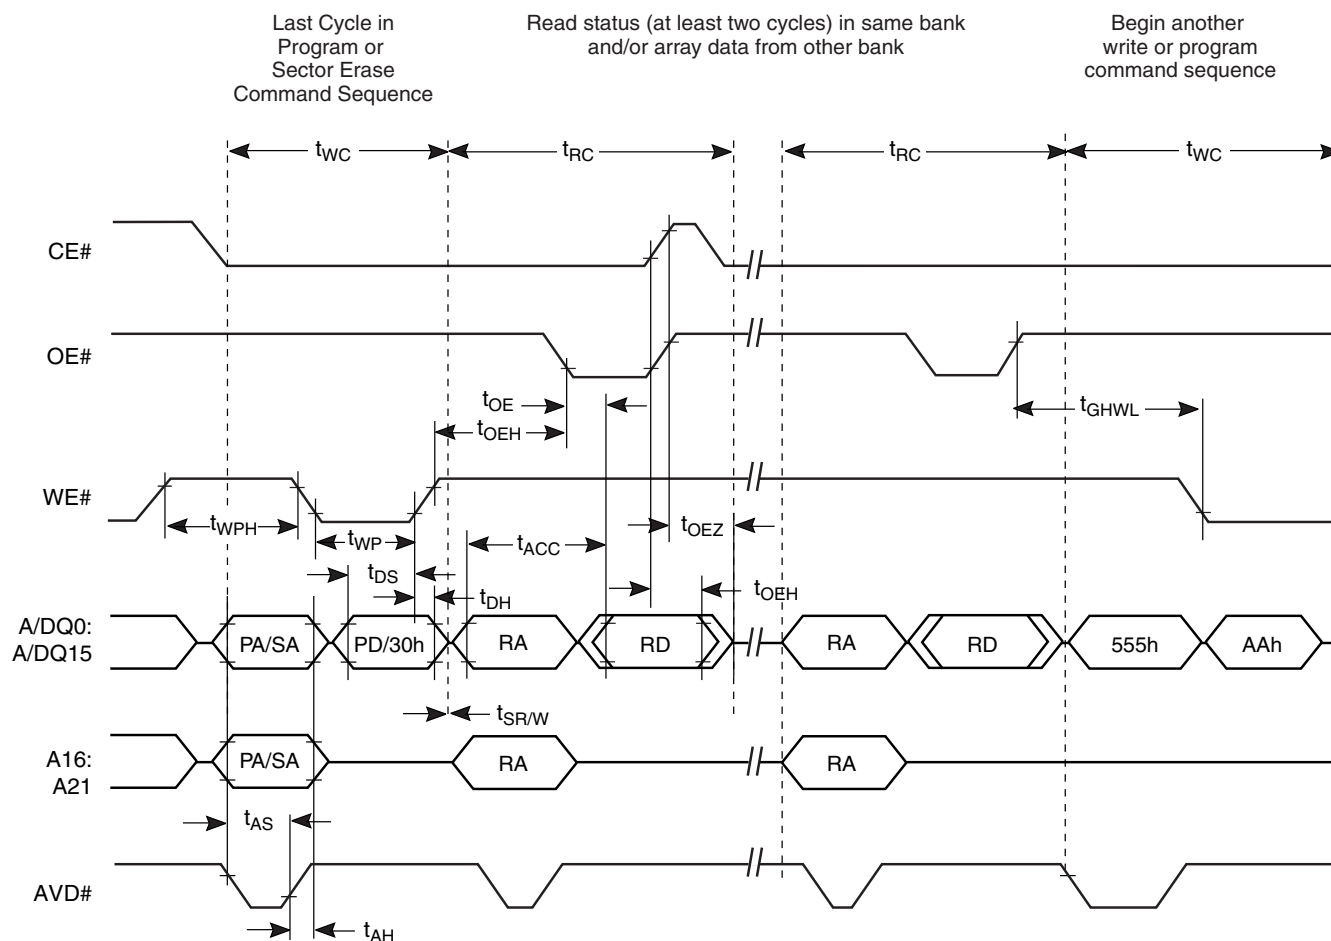 Last Cycle in
Program or
Sector Erase
Command Sequence
Read status (at least two cycles) in same bank
and/or array data from other bank
Begin another
write or program
command sequence
tWC
tRC
tRC
tWC
CE#
OE#
tOE
tOEH
tGHWL
WE#
tWPH
tWP
tACC
tOEZ
tDS
tDH
tOEH
A/DQ0:
A/DQ15
PA/SA
PD/30h
RA
RD
RA
RD
555h
AAh
tSR/W
A16:
A21
PA/SA
RA
RA
tAS
AVD#
tAH